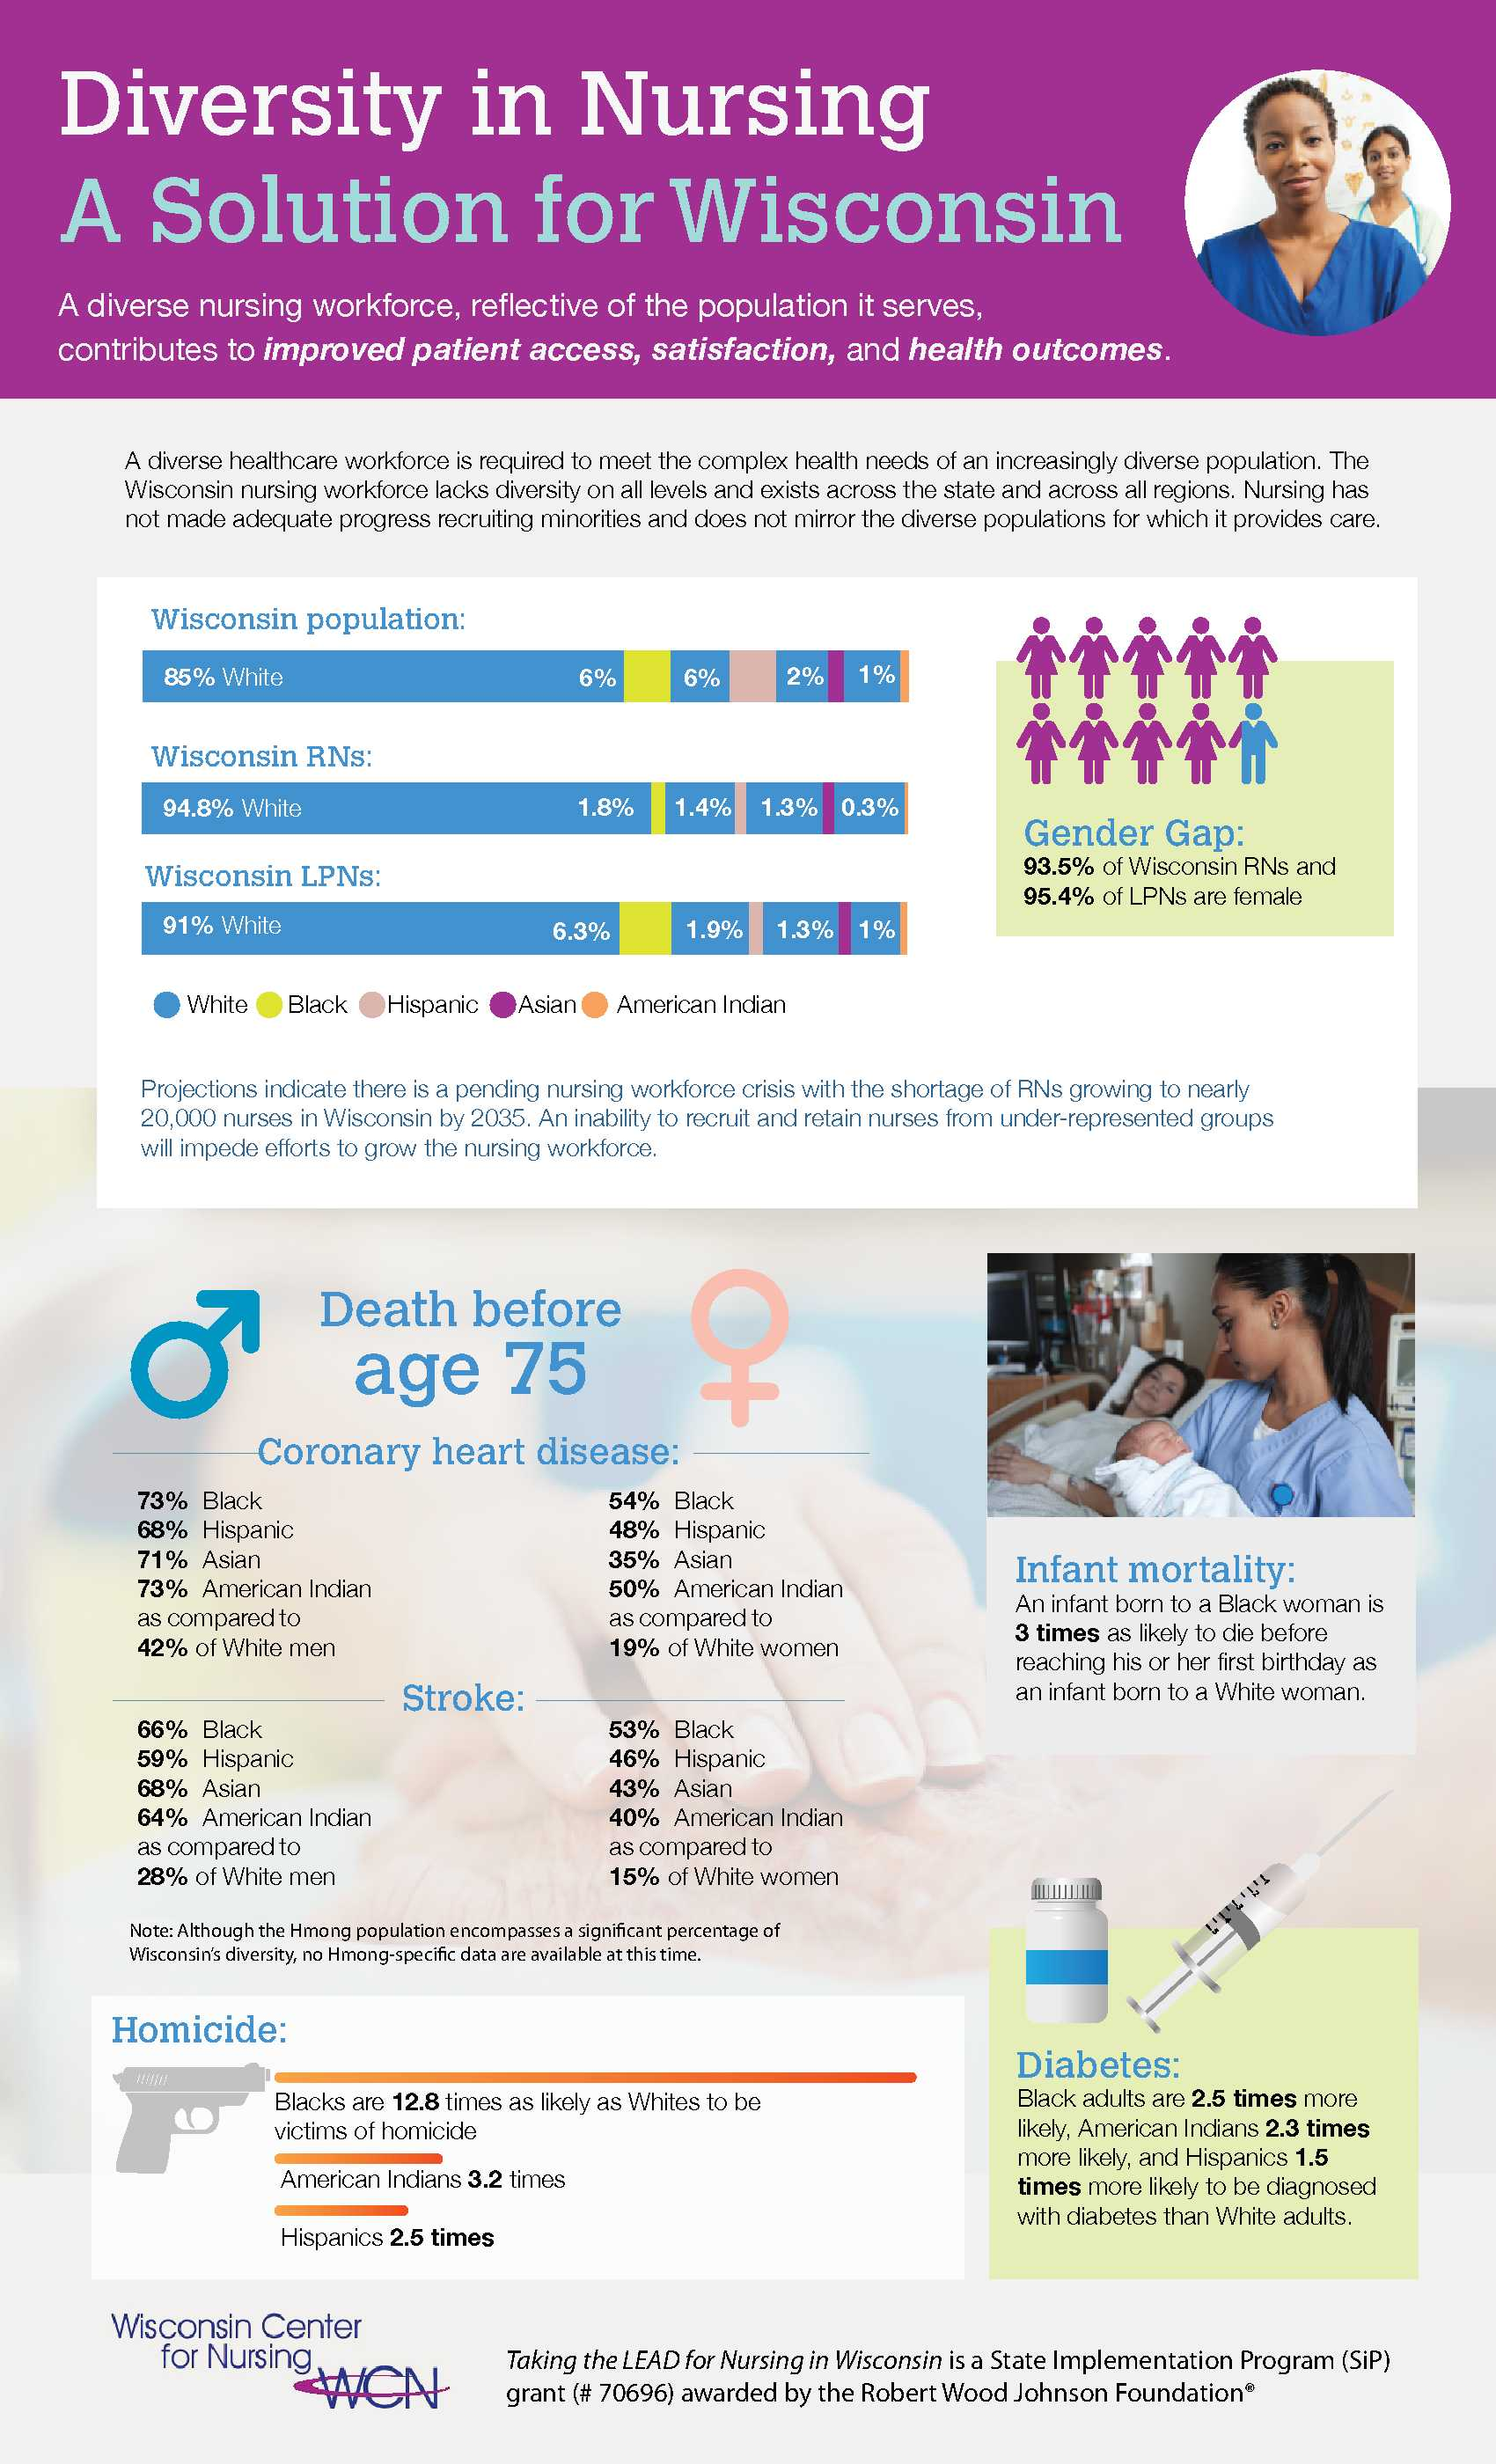 Diversity in Nursing
A Solution for Wisconsin
A diverse nursing workforce, reflective of the population it serves,
contributes to improved patient access, satisfaction, and health outcomes.
A diverse healthcare workforce is required to meet the complex health needs of an increasingly diverse population. The
Wisconsin nursing workforce lacks diversity on all levels and exists across the state and across all regions. Nursing has
not made adequate progress recruiting minorities and does not mirror the diverse populations for which it provides care.
Wisconsin population:
85% White 6% 6% 2% 1%
Wisconsin RNs:
94.8% White 1.8% 1.4% 1.3% 0.3%
Wisconsin LPNs:
91% White 6.3% 1.9% 1.3% 1%
White Black Hispanic Asian American Indian
Gender Gap:
93.5% of Wisconsin RNs and
95.4% of LPNs are female
Projections indicate there is a pending nursing workforce crisis with the shortage of RNs growing to nearly
20,000 nurses in Wisconsin by 2035. An inability to recruit and retain nurses from under-represented groups
will impede efforts to grow the nursing workforce.
Death before
age 75
Coronary heart disease:
73% Black
68% Hispanic
71% Asian
73% American Indian
as compared to
42% of White men
54% Black
48% Hispanic
35% Asian
50% American Indian
as compared to
19% of White women
Stroke:
66% Black
59% Hispanic
68% Asian
64% American Indian
as compared to
28% of White men
53% Black
46% Hispanic
43% Asian
40% American Indian
as compared to
15% of White women
Note: Although the Hmong population encompasses a significant percentage of
Wisconsin's diversity, no Hmong-specific data are available at this time.
Infant mortality:
An infant born to a Black woman is
3 times as likely to die before
reaching his or her first birthday as
an infant born to a White woman.
Homicide:
Blacks are 12.8 times as likely as Whites to be
victims of homicide
American Indians 3.2 times
Hispanics 2.5 times
Diabetes:
Black adults are 2.5 times more
likely, American Indians 2.3 times
more likely, and Hispanics 1.5
times more likely to be diagnosed
with diabetes than White adults.
Wisconsin Center
for Nursing
WCN
Taking the LEAD for Nursing in Wisconsin is a State Implementation Program (SiP)
grant (# 70696) awarded by the Robert Wood Johnson Foundation®